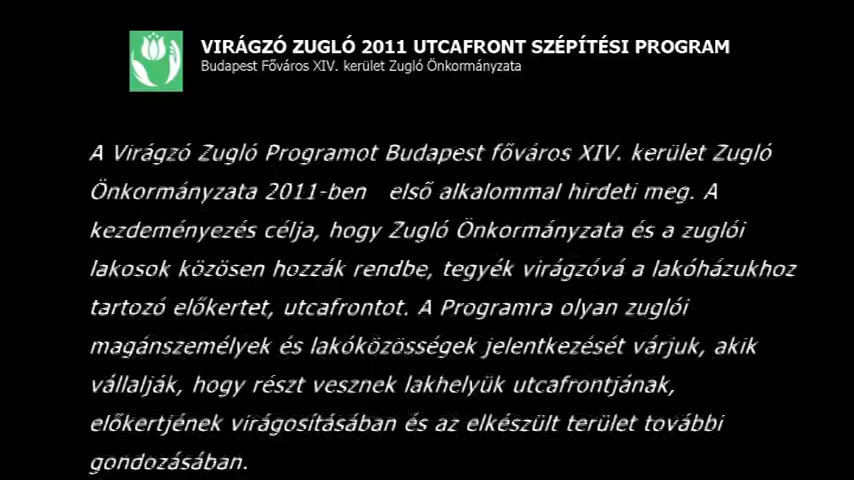 VIRÁGZÓ ZUGLÓ 2011 UTCAFRONT SZÉPÍTÉSI PROGRAM
Budapest Főváros XIV. kerület Zugló Önkormányzata
A Virágzó Zugló Programot Budapest főváros XIV. kerület Zugló
Önkormányzata 2011-ben első alkalommal hirdeti meg. A
kezdeményezés célja, hogy Zugló Önkormányzata és a zuglói
lakosok közösen hozzák rendbe, tegyék virágzóvá a lakóházukhoz
tartozó előkertet, utcafrontot. A Programra olyan zuglói
magánszemélyek és lakóközösségek jelentkezését várjuk, akik
vállalják, hogy részt vesznek lakhelyük utcafrontjának,
előkertjének virágosításában és az elkészült terület további
gondozásában.